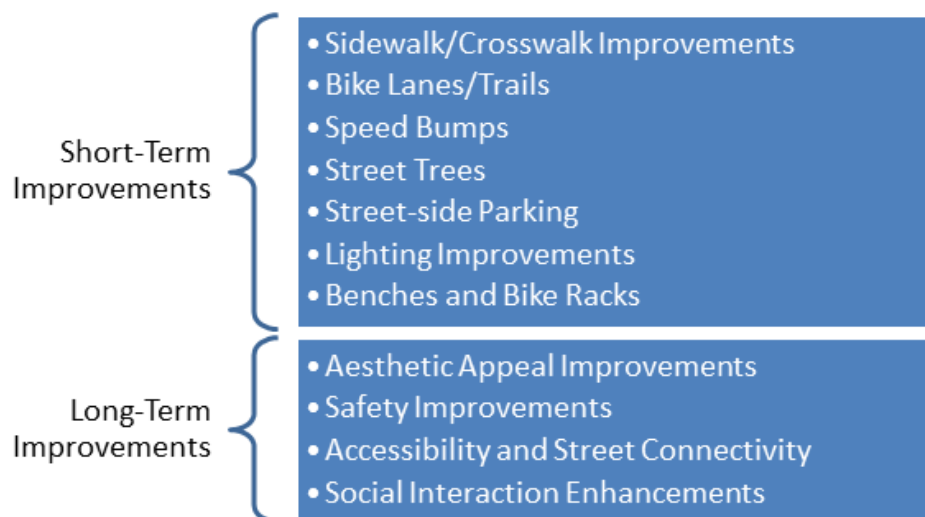 Short-Term
Improvements
• Sidewalk/Crosswalk Improvements
• Bike Lanes/Trails
• Speed Bumps
• Street Trees
• Street-side Parking
• Lighting Improvements
• Benches and Bike Racks
Long-Term
Improvements
• Aesthetic Appeal Improvements
• Safety Improvements
• Accessibility and Street Connectivity
• Social Interaction Enhancements